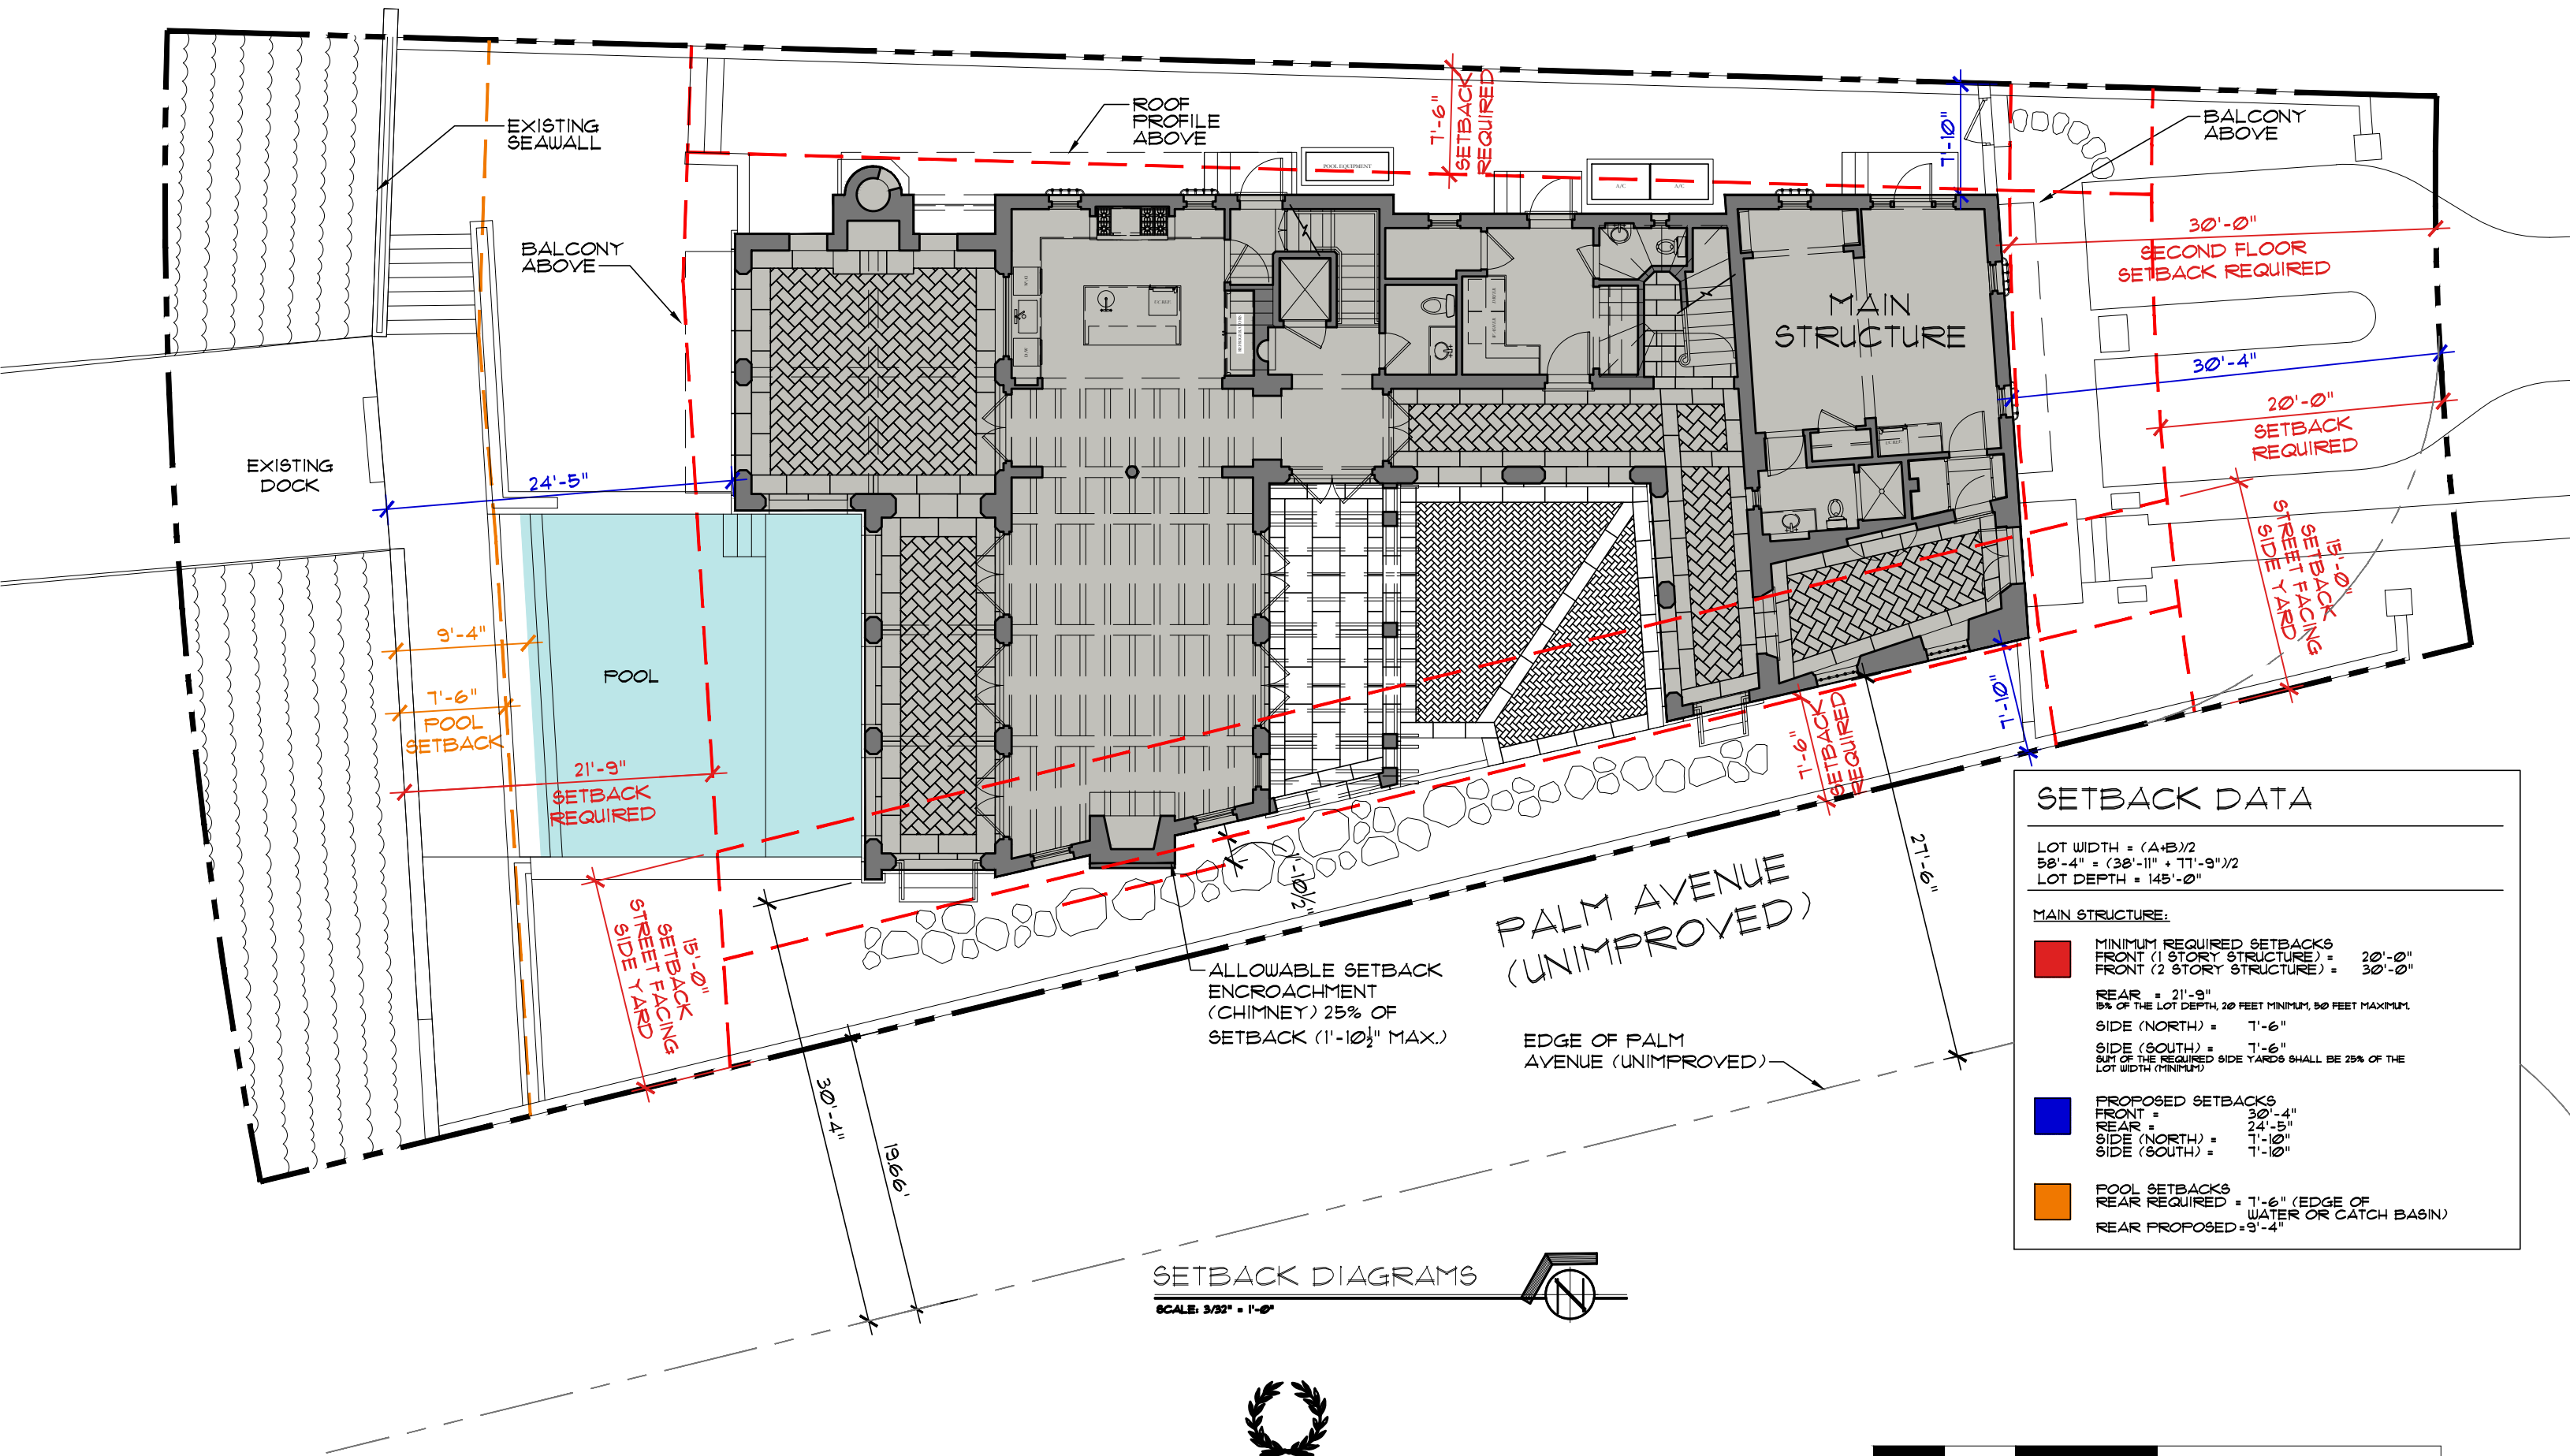 EXISTING
SEAWALL
ROOF
PROFILE
ABOVE
7'-6"
SETBACK
REQUIRED
7'-10"
BALCONY
ABOVE
POOL EQUIPMENT
A/C
A/C
30'-0"
SECOND FLOOR
SETBACK REQUIRED
BALCONY
ABOVE
MAIN
STRUCTURE
30'-4"
20'-0"
SETBACK
REQUIRED
EXISTING
DOCK
24'-5"
15'-0"
SETBACK
STREET FACING
SIDE YARD
9'-4"
POOL
7'-6"
POOL
SETBACK
21'-9"
SETBACK
REQUIRED
7'-10"
7'-6"
SETBACK
REQUIRED
27'-6"
1'-10½"
15'-0"
SETBACK
STREET FACING
SIDE YARD
PALM AVENUE
(UNIMPROVED)
ALLOWABLE SETBACK
ENCROACHMENT
(CHIMNEY) 25% OF
SETBACK (1'-10½" MAX.)
EDGE OF PALM
AVENUE (UNIMPROVED)
30'-4"
19.66'
SETBACK DATA
LOT WIDTH = (A+B)/2
58'-4" = (38'-11" + 77'-9")/2
LOT DEPTH = 145'-0"
MAIN STRUCTURE:
MINIMUM REQUIRED SETBACKS
FRONT (1 STORY STRUCTURE) = 20'-0"
FRONT (2 STORY STRUCTURE) = 30'-0"
REAR = 21'-9"
15% OF THE LOT DEPTH, 20 FEET MINIMUM, 50 FEET MAXIMUM.
SIDE (NORTH) = 7'-6"
SIDE (SOUTH) = 7'-6"
SUM OF THE REQUIRED SIDE YARDS SHALL BE 25% OF THE
LOT WIDTH (MINIMUM)
PROPOSED SETBACKS
FRONT = 30'-4"
REAR = 24'-5"
SIDE (NORTH) = 7'-10"
SIDE (SOUTH) = 7'-10"
POOL SETBACKS
REAR REQUIRED = 7'-6" (EDGE OF
WATER OR CATCH BASIN)
REAR PROPOSED=9'-4"
SETBACK DIAGRAMS
N
SCALE: 3/32" = 1'-0"